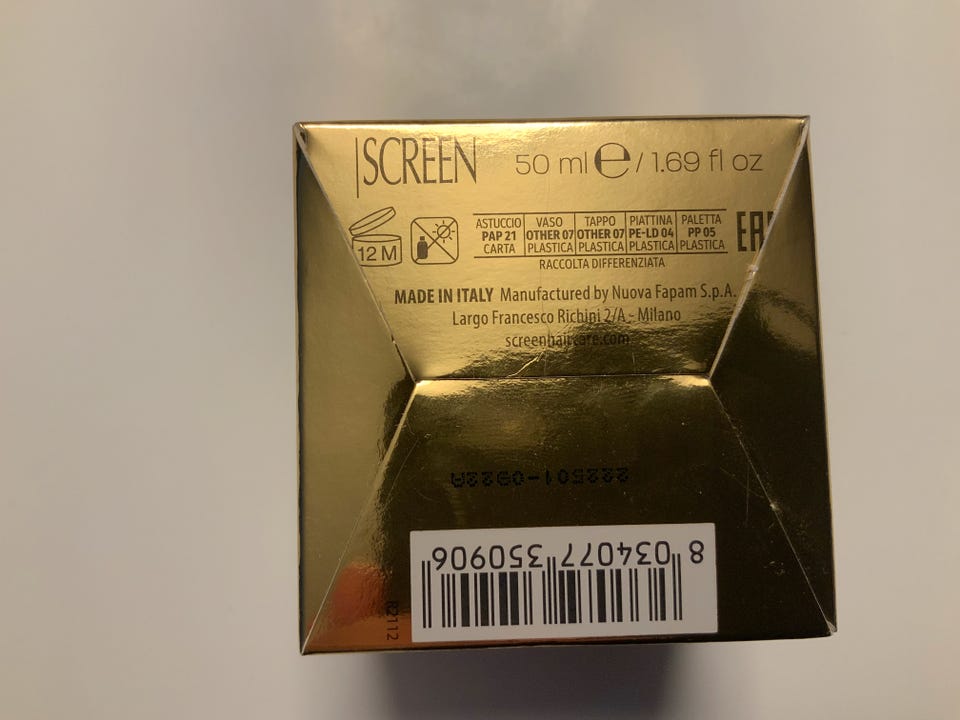 SCREEN 50 ml e / 1.69 fl oz
12 M
ASTUCCIO VASO TAPPO PIATTINA PALETTA
PAP 21 OTHER 07 OTHER 07 PE-LD 04 PP 05
CARTA PLASTICA PLASTICA PLASTICA PLASTICA
RACCOLTA DIFFERENZIATA
MADE IN ITALY Manufactured by Nuova Fapam S.p.A.
Largo Francesco Richini 2/A - Milano
screenhaircare.com
8 034077 350906
R2112